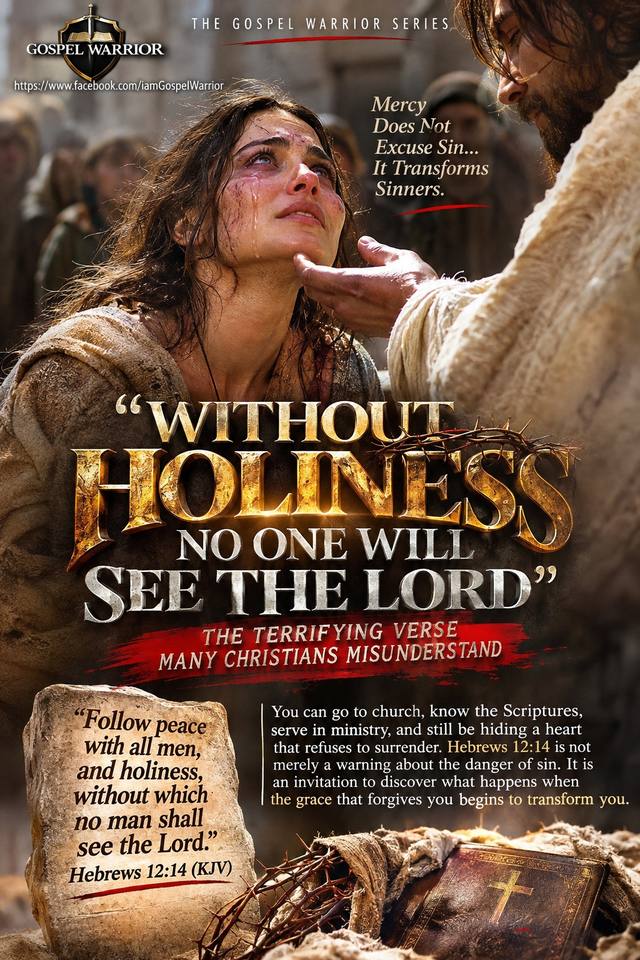 THE GOSPEL WARRIOR SERIES
GOSPEL WARRIOR
https://www.facebook.com/iamGospelWarrior
Mercy
Does Not
Excuse Sin...
It Transforms
Sinners.
“WITHOUT
HOLINESS
NO ONE WILL
SEE THE LORD”
THE TERRIFYING VERSE
MANY CHRISTIANS MISUNDERSTAND
“Follow peace
with all men,
and holiness,
without which
no man shall
see the Lord.”
Hebrews 12:14 (KJV)
You can go to church, know the Scriptures,
serve in ministry, and still be hiding a heart
that refuses to surrender. Hebrews 12:14 is not
merely a warning about the danger of sin. It is
an invitation to discover what happens when
the grace that forgives you begins to transform you.